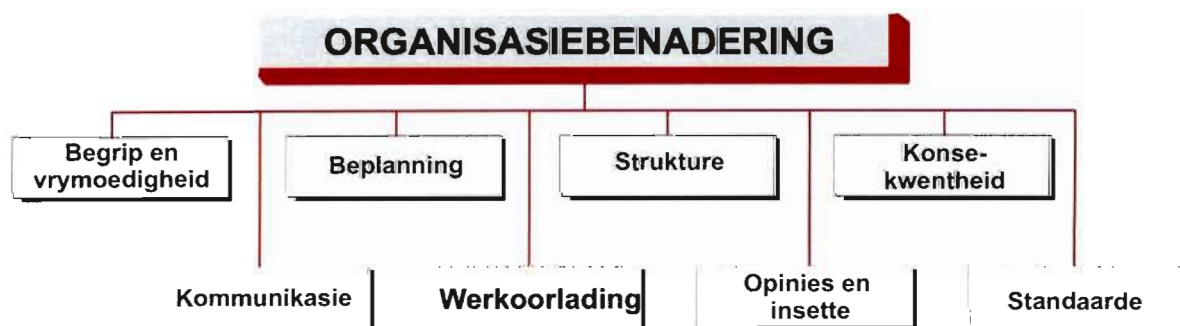 ORGANISASIEBENADERING
Begrip en
vrymoedigheid
Beplanning
Strukture
Konse-
kwentheid
Kommunikasie
Werkoorlading
Opinies en
insette
Standaarde